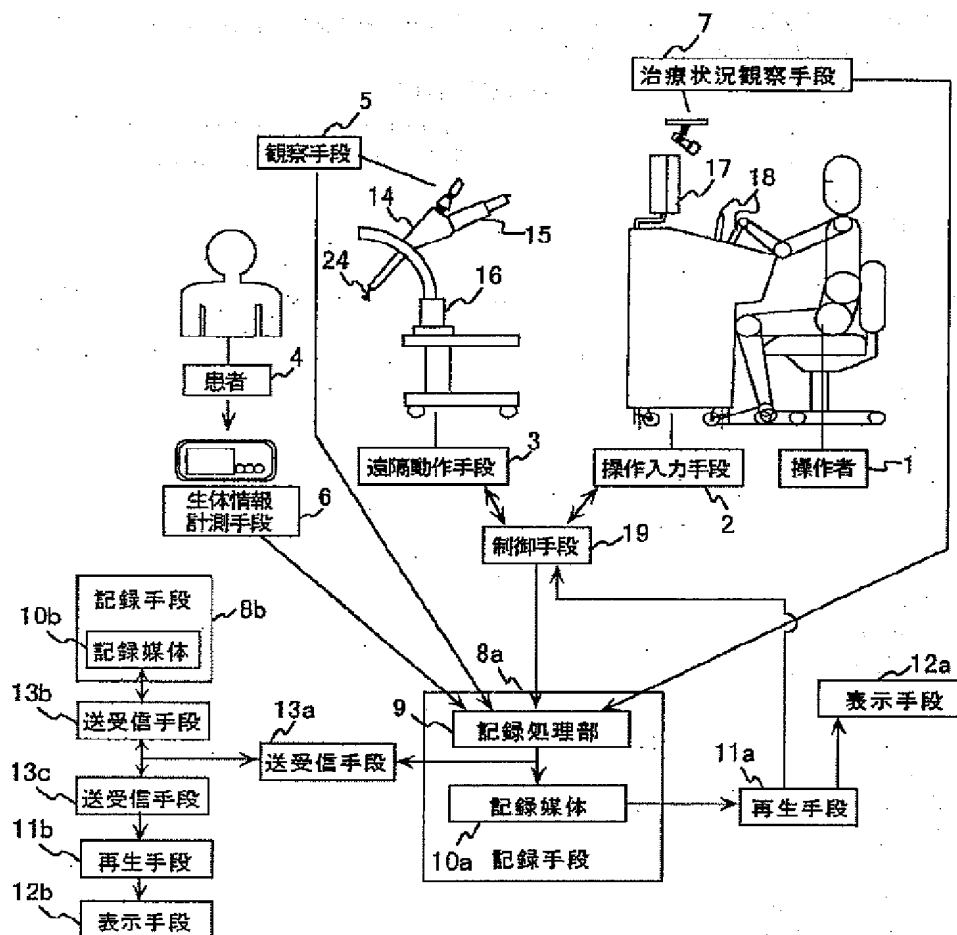 7
治療状況観察手段
5
観察手段
14
15
17
18
24
16
4
患者
3
遠隔動作手段
操作入力手段
2
操作者
1
生体情報
計測手段
6
制御手段
19
記録手段
8b
10b
記録媒体
8a
12a
表示手段
13b
送受信手段
13a
送受信手段
9
記録処理部
13c
送受信手段
記録媒体
10a
記録手段
11a
再生手段
11b
再生手段
12b
表示手段